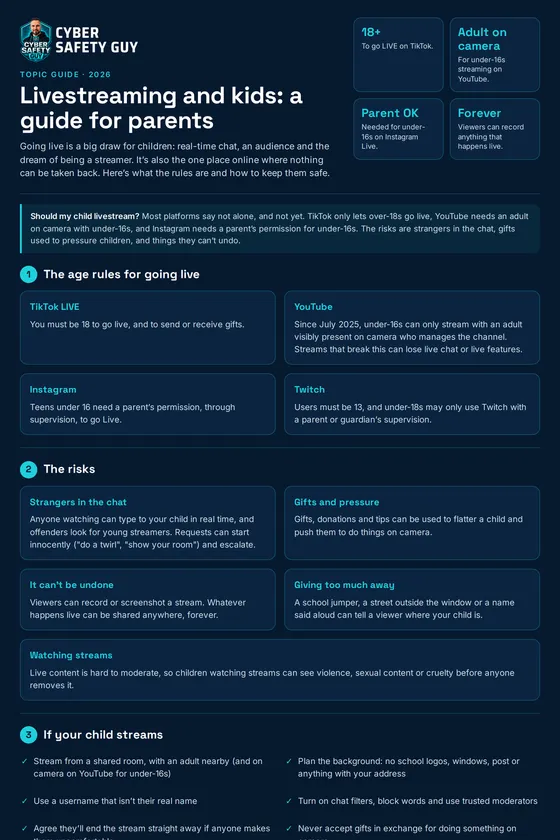 CYBER
SAFETY GUY
CYBER
SAFETY
GUY
TOPIC GUIDE · 2026
Livestreaming and kids: a
guide for parents
Going live is a big draw for children: real-time chat, an audience and the
dream of being a streamer. It's also the one place online where nothing
can be taken back. Here's what the rules are and how to keep them safe.
18+
To go LIVE on TikTok.
Adult on
camera
For under-16s
streaming on
YouTube.
Parent OK
Needed for under-
16s on Instagram
Live.
Forever
Viewers can record
anything that
happens live.
Should my child livestream? Most platforms say not alone, and not yet. TikTok only lets over-18s go live, YouTube needs an adult
on camera with under-16s, and Instagram needs a parent's permission for under-16s. The risks are strangers in the chat, gifts
used to pressure children, and things they can't undo.
1 The age rules for going live
TikTok LIVE
You must be 18 to go live, and to send or receive gifts.
YouTube
Since July 2025, under-16s can only stream with an adult
visibly present on camera who manages the channel.
Streams that break this can lose live chat or live features.
Instagram
Teens under 16 need a parent's permission, through
supervision, to go Live.
Twitch
Users must be 13, and under-18s may only use Twitch with
a parent or guardian's supervision.
2 The risks
Strangers in the chat
Anyone watching can type to your child in real time, and
offenders look for young streamers. Requests can start
innocently ("do a twirl", "show your room") and escalate.
Gifts and pressure
Gifts, donations and tips can be used to flatter a child and
push them to do things on camera.
It can't be undone
Viewers can record or screenshot a stream. Whatever
happens live can be shared anywhere, forever.
Giving too much away
A school jumper, a street outside the window or a name
said aloud can tell a viewer where your child is.
Watching streams
Live content is hard to moderate, so children watching streams can see violence, sexual content or cruelty before anyone
removes it.
3 If your child streams
✓ Stream from a shared room, with an adult nearby (and on
camera on YouTube for under-16s)
✓ Plan the background: no school logos, windows, post or
anything with your address
✓ Use a username that isn't their real name
✓ Turn on chat filters, block words and use trusted moderators
✓ Agree they'll end the stream straight away if anyone makes
✓ Never accept gifts in exchange for doing something on